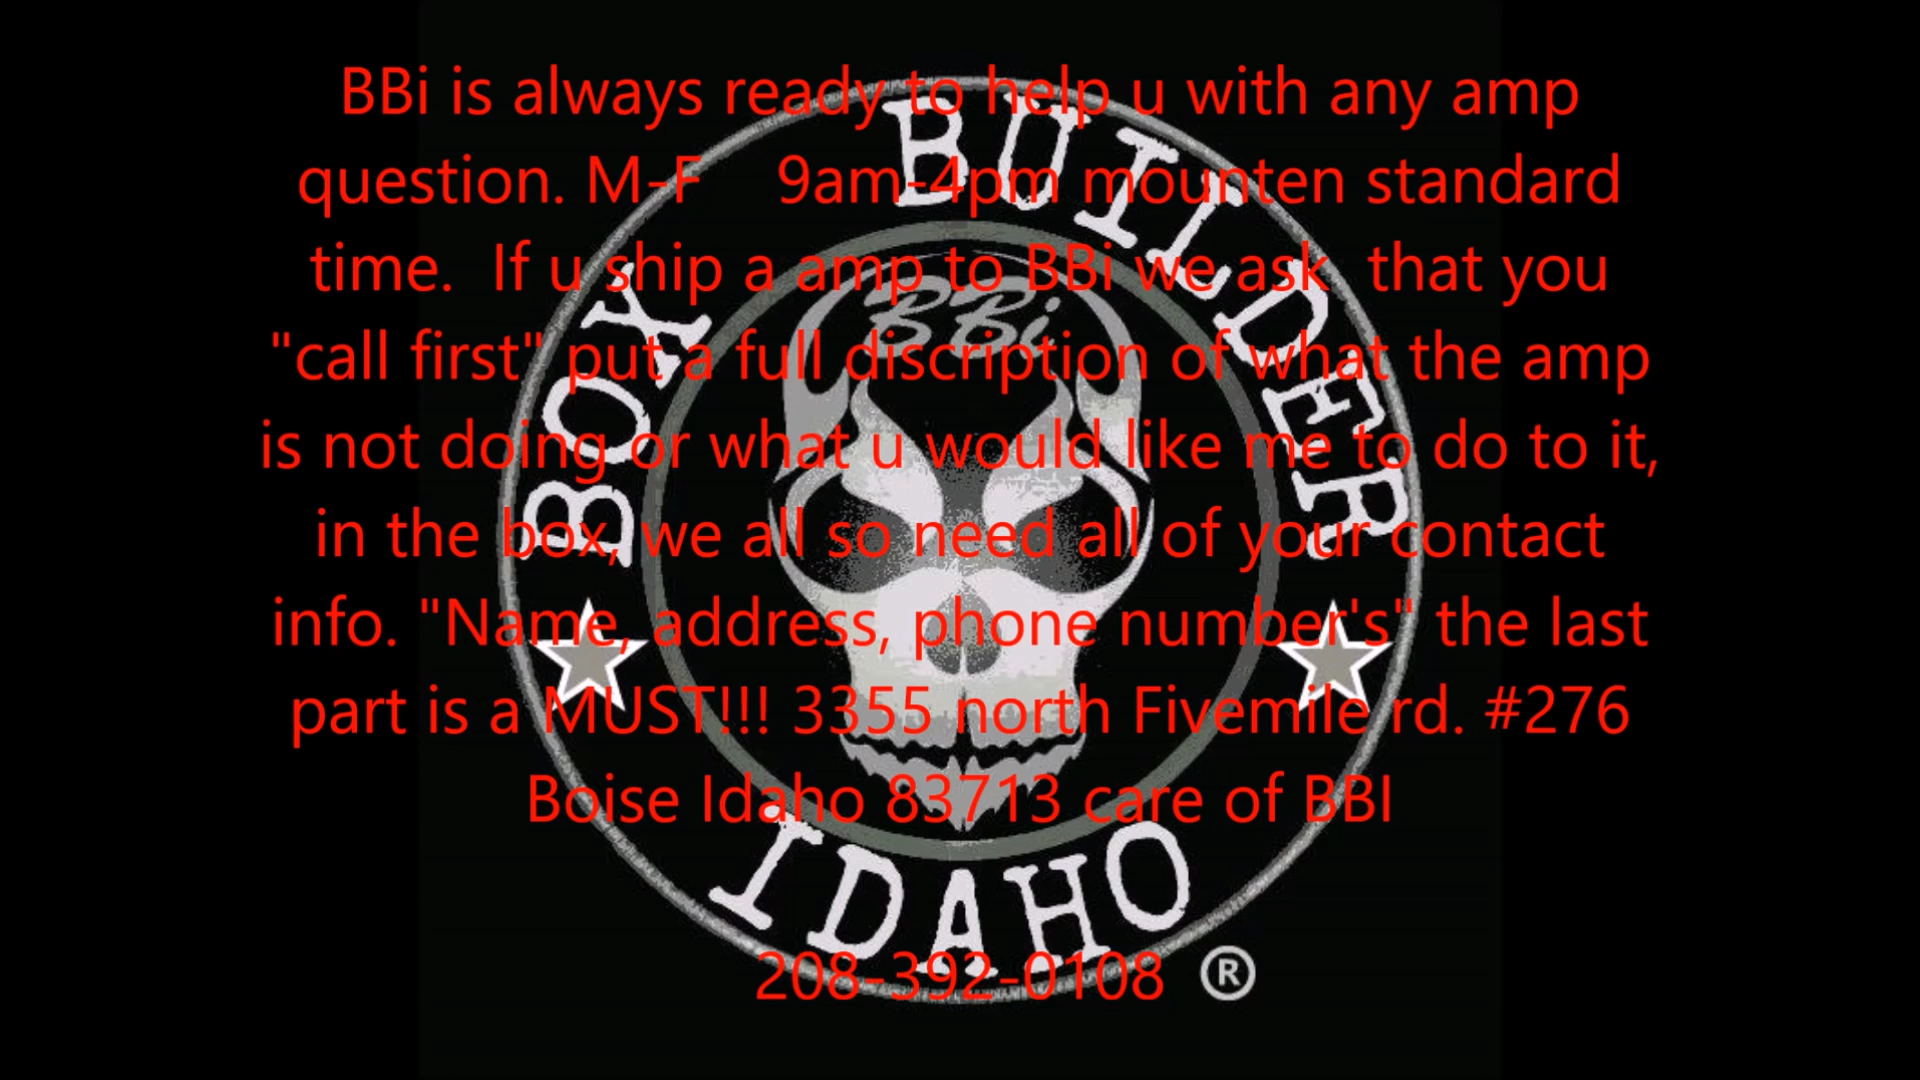 BBi is always ready to help u with any amp
question. M-F    9am-4pm mounten standard
time.  If u ship a amp to BBi we ask  that you
"call first" put a full discription of what the amp
is not doing or what u would like me to do to it,
in the box, we all so need all of your contact
info. "Name, address, phone number's"  the last
part is a MUST!!! 3355 north Fivemile rd. #276
Boise Idaho 83713 care of BBI
208-392-0108
BOX BUILDER
BBi
IDAHO
®